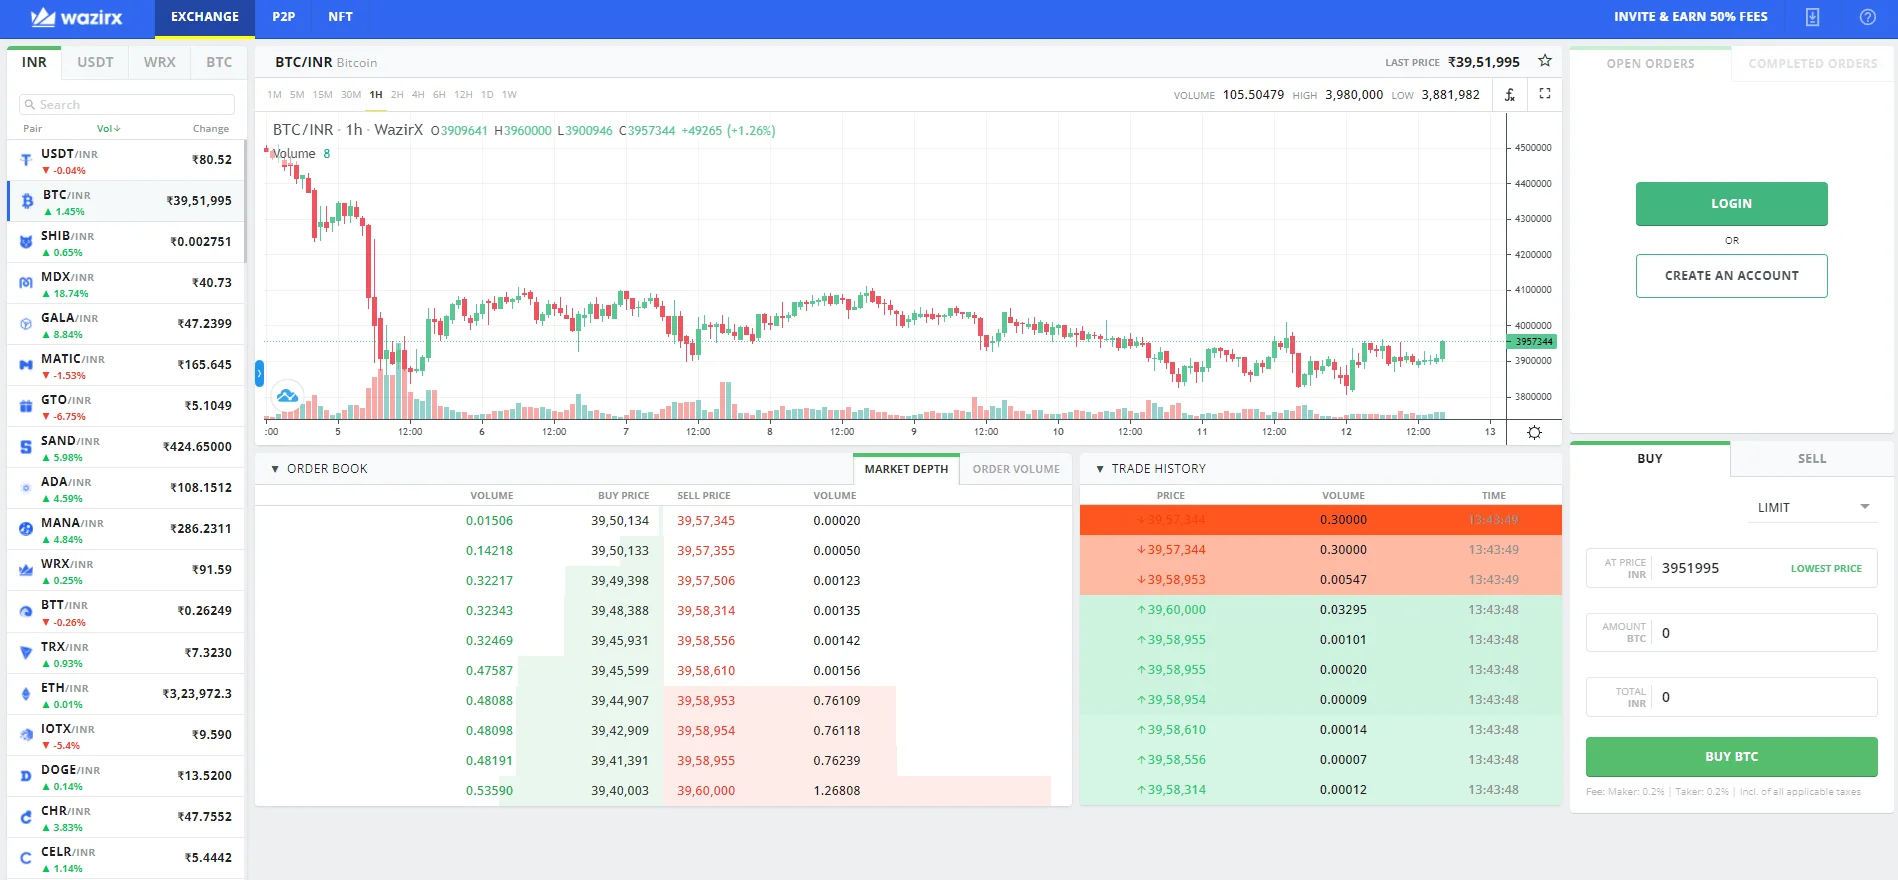 wazirx EXCHANGE P2P NFT INVITE & EARN 50% FEES
INR USDT WRX BTC
Search
Pair Vol↓ Change
USDT/INR ₹80.52
▼ -0.04%
BTC/INR ₹39,51,995
▲ 1.45%
SHIB/INR ₹0.002751
▲ 0.65%
MDX/INR ₹40.73
▲ 18.74%
GALA/INR ₹47.2399
▲ 8.84%
MATIC/INR ₹165.645
▼ -1.53%
GTO/INR ₹5.1049
▼ -6.75%
SAND/INR ₹424.65000
▲ 5.98%
ADA/INR ₹108.1512
▲ 4.59%
MANA/INR ₹286.2311
▲ 4.84%
WRX/INR ₹91.59
▲ 0.25%
BTT/INR ₹0.26249
▼ -0.26%
TRX/INR ₹7.3230
▲ 0.93%
ETH/INR ₹3,23,972.3
▲ 0.01%
IOTX/INR ₹9.590
▼ -5.4%
DOGE/INR ₹13.5200
▲ 0.14%
CHR/INR ₹47.7552
▲ 3.83%
CELR/INR ₹5.4442
▲ 1.14%
BTC/INR Bitcoin LAST PRICE ₹39,51,995
1M 5M 15M 30M 1H 2H 4H 6H 12H 1D 1W VOLUME 105.50479 HIGH 3,980,000 LOW 3,881,982
BTC/INR · 1h · WazirX O3909641 H3960000 L3900946 C3957344 +49265 (+1.26%)
Volume 8
4500000
4400000
4300000
4200000
4100000
4000000
3957344
3900000
3800000
:00 5 12:00 6 12:00 7 12:00 8 12:00 9 12:00 10 12:00 11 12:00 12 12:00 13
▼ ORDER BOOK MARKET DEPTH ORDER VOLUME
VOLUME BUY PRICE SELL PRICE VOLUME
0.01506 39,50,134 39,57,345 0.00020
0.14218 39,50,133 39,57,355 0.00050
0.32217 39,49,398 39,57,506 0.00123
0.32343 39,48,388 39,58,314 0.00135
0.32469 39,45,931 39,58,556 0.00142
0.47587 39,45,599 39,58,610 0.00156
0.48088 39,44,907 39,58,953 0.76109
0.48098 39,42,909 39,58,954 0.76118
0.48191 39,41,391 39,58,955 0.76239
0.53590 39,40,003 39,60,000 1.26808
▼ TRADE HISTORY
PRICE VOLUME TIME
↓39,57,344 0.30000 13:43:49
↓39,57,344 0.30000 13:43:49
↓39,58,953 0.00547 13:43:49
↑39,60,000 0.03295 13:43:48
↑39,58,955 0.00101 13:43:48
↑39,58,955 0.00020 13:43:48
↑39,58,954 0.00009 13:43:48
↑39,58,610 0.00014 13:43:48
↑39,58,556 0.00007 13:43:48
↑39,58,314 0.00012 13:43:48
OPEN ORDERS COMPLETED ORDERS
LOGIN
OR
CREATE AN ACCOUNT
BUY SELL
LIMIT
AT PRICE INR 3951995 LOWEST PRICE
AMOUNT BTC 0
TOTAL INR 0
BUY BTC
Fee: Maker: 0.2% | Taker: 0.2% | Incl. of all applicable taxes